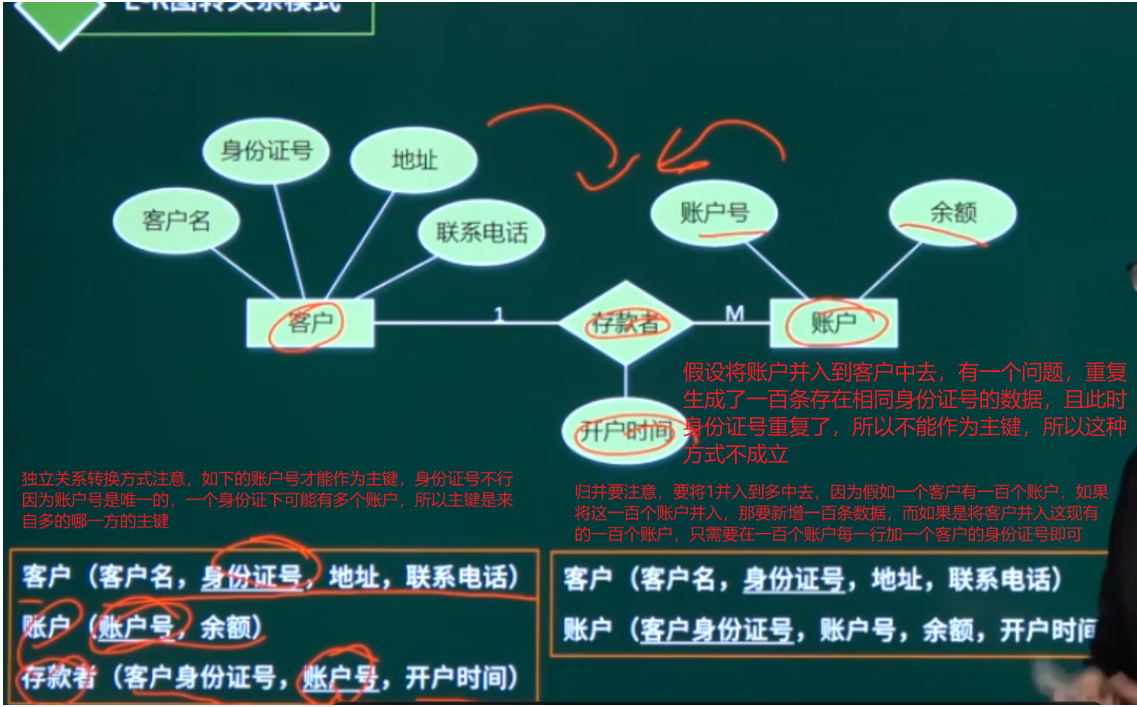 E-R图转关系模式
身份证号
地址
客户名
联系电话
账户号
余额
客户
1
存款者
M
账户
开户时间
假设将账户并入到客户中去，有一个问题，重复
生成了一百条存在相同身份证号的数据，且此时
身份证号重复了，所以不能作为主键，所以这种
方式不成立
独立关系转换方式注意，如下的账户号才能作为主键，身份证号不行
因为账户号是唯一的，一个身份证下可能有多个账户，所以主键是来
自多的哪一方的主键
归并要注意，要将1并入到多中去，因为假如一个客户有一百个账户，如果
将这一百个账户并入，那要新增一百条数据，而如果是将客户并入这现有
的一百个账户，只需要在一百个账户每一行加一个客户的身份证号即可
客户（客户名，身份证号，地址，联系电话）
账户（账户号，余额）
存款者（客户身份证号，账户号，开户时间）
客户（客户名，身份证号，地址，联系电话）
账户（客户身份证号，账户号，余额，开户时间